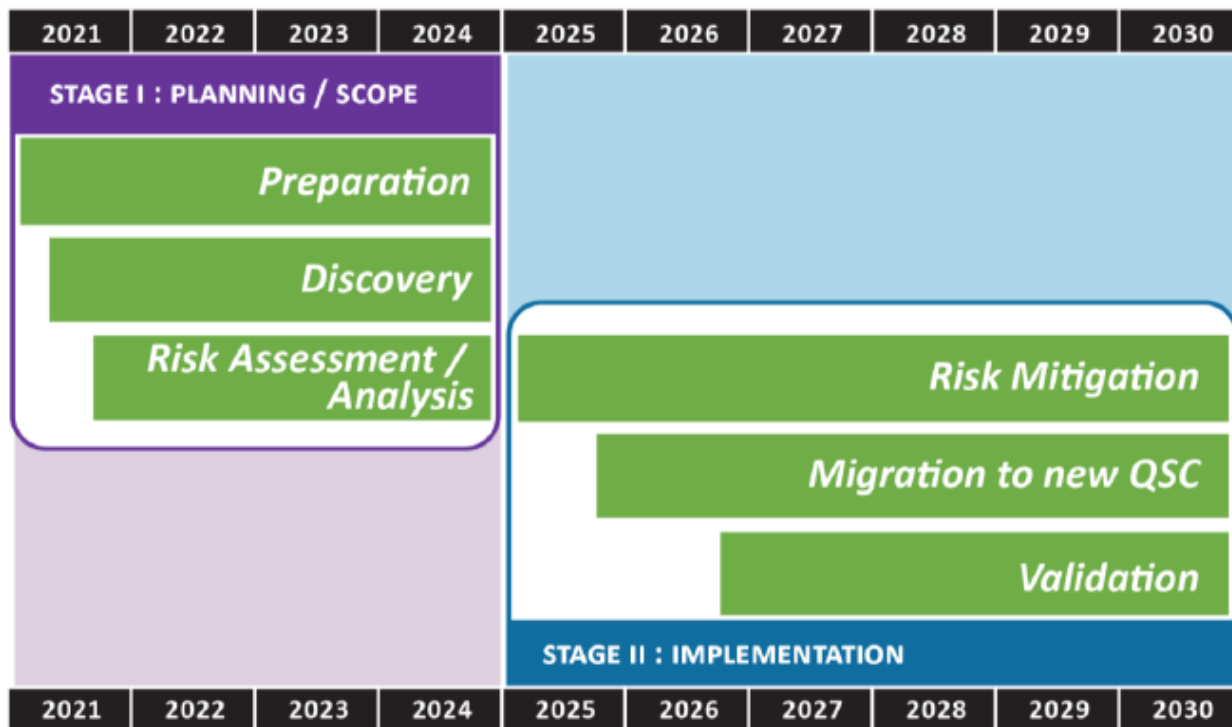 2021 2022 2023 2024 2025 2026 2027 2028 2029 2030
STAGE I : PLANNING / SCOPE
Preparation
Discovery
Risk Assessment /
Analysis
Risk Mitigation
Migration to new QSC
Validation
STAGE II : IMPLEMENTATION
2021 2022 2023 2024 2025 2026 2027 2028 2029 2030